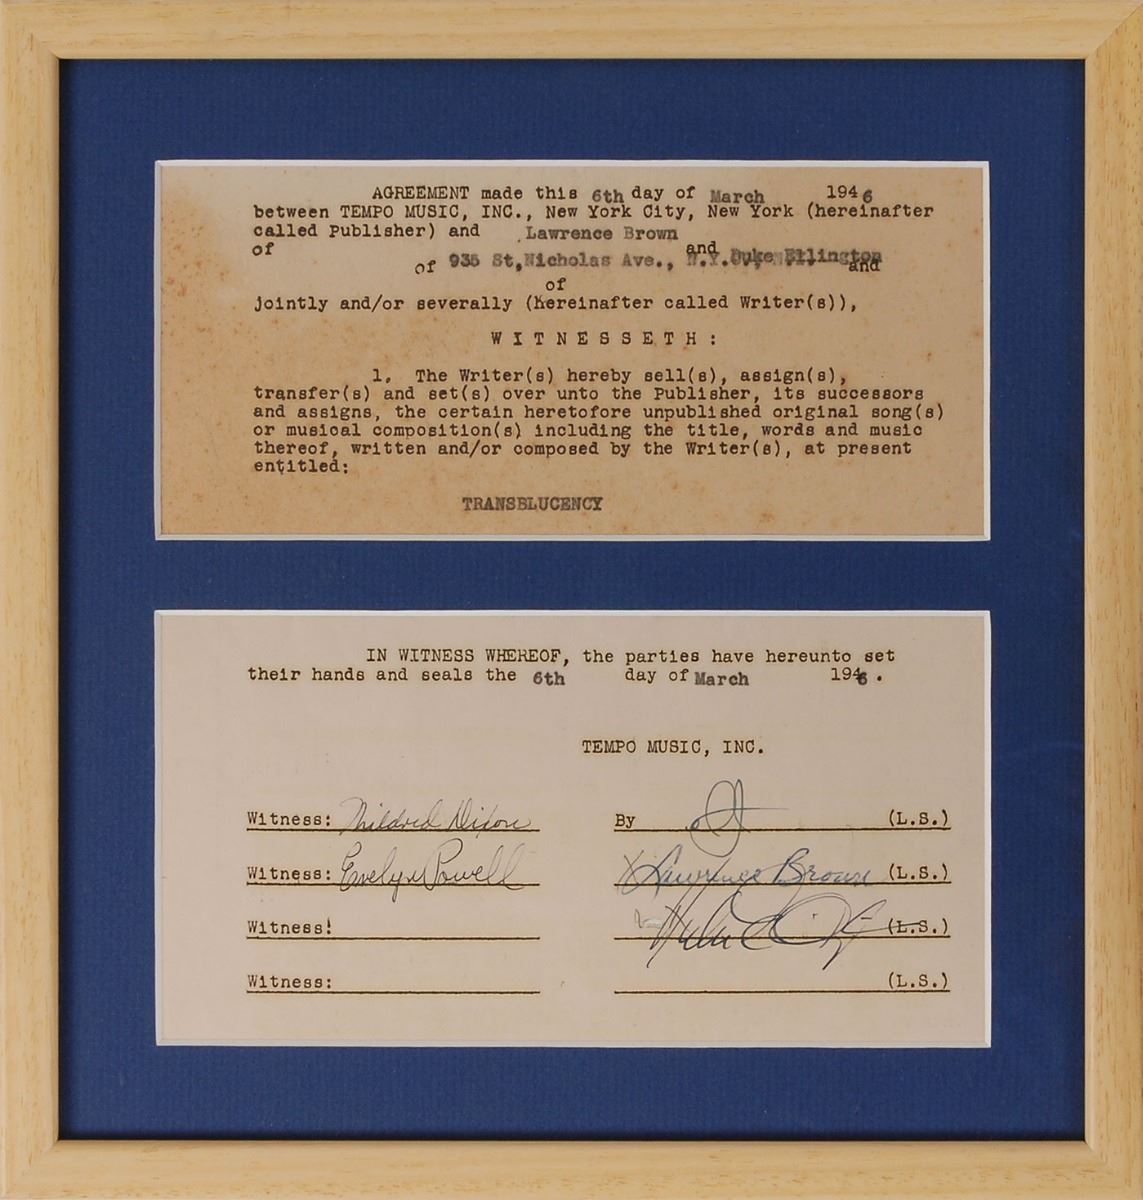 AGREEMENT made this 6th day of March 1946
between TEMPO MUSIC, INC., New York City, New York (hereinafter
called Publisher) and Lawrence Brown
of and
of 935 St, Nicholas Ave., N.Y. Duke Ellington and
of
jointly and/or severally (hereinafter called Writer(s)),
WITNESSETH:
1. The Writer(s) hereby sell(s), assign(s),
transfer(s) and set(s) over unto the Publisher, its successors
and assigns, the certain heretofore unpublished original song(s)
or musical composition(s) including the title, words and music
thereof, written and/or composed by the Writer(s), at present
entitled:
TRANSBLUCENCY
IN WITNESS WHEREOF, the parties have hereunto set
their hands and seals the 6th day of March 1946.
TEMPO MUSIC, INC.
Witness: Mildred Dixon By (L.S.)
Witness: Evelyn Powell Lawrence Brown (L.S.)
Witness: (L.S.)
Witness: (L.S.)